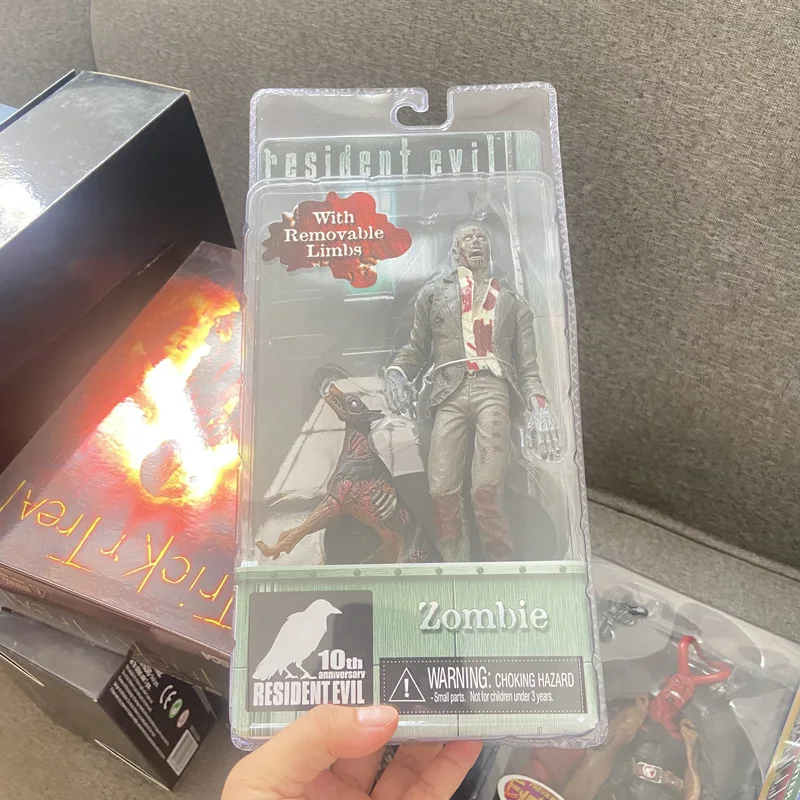 resident evil
With
Removable
Limbs
Zombie
10th
anniversary
RESIDENT EVIL
WARNING: CHOKING HAZARD
- Small parts. Not for children under 3 years.
Trick r Treat